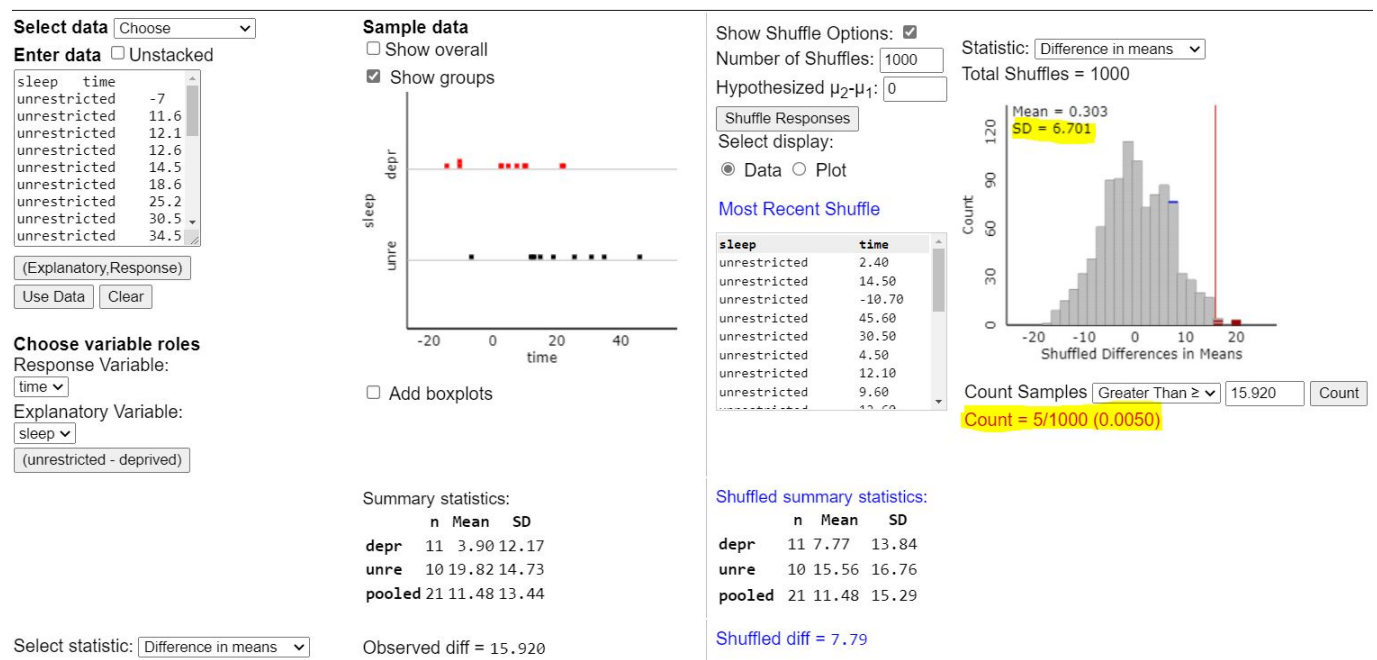 Select data Choose
Enter data Unstacked
sleep time
unrestricted -7
unrestricted 11.6
unrestricted 12.1
unrestricted 12.6
unrestricted 14.5
unrestricted 18.6
unrestricted 25.2
unrestricted 30.5
unrestricted 34.5
(Explanatory,Response)
Use Data Clear
Choose variable roles
Response Variable:
time
Explanatory Variable:
sleep
(unrestricted - deprived)
Select statistic: Difference in means
Sample data
Show overall
Show groups
depr
unre
sleep
-20 0 20 40
time
Add boxplots
Summary statistics:
n Mean SD
depr 11 3.90 12.17
unre 10 19.82 14.73
pooled 21 11.48 13.44
Observed diff = 15.920
Show Shuffle Options:
Number of Shuffles: 1000
Hypothesized μ2-μ1: 0
Shuffle Responses
Select display:
Data Plot
Most Recent Shuffle
sleep time
unrestricted 2.40
unrestricted 14.50
unrestricted -10.70
unrestricted 45.60
unrestricted 30.50
unrestricted 4.50
unrestricted 12.10
unrestricted 9.60
Shuffled summary statistics:
n Mean SD
depr 11 7.77 13.84
unre 10 15.56 16.76
pooled 21 11.48 15.29
Shuffled diff = 7.79
Statistic: Difference in means
Total Shuffles = 1000
Mean = 0.303
SD = 6.701
120
90
60
30
0
Count
-20 -10 0 10 20
Shuffled Differences in Means
Count Samples Greater Than ≥ 15.920 Count
Count = 5/1000 (0.0050)